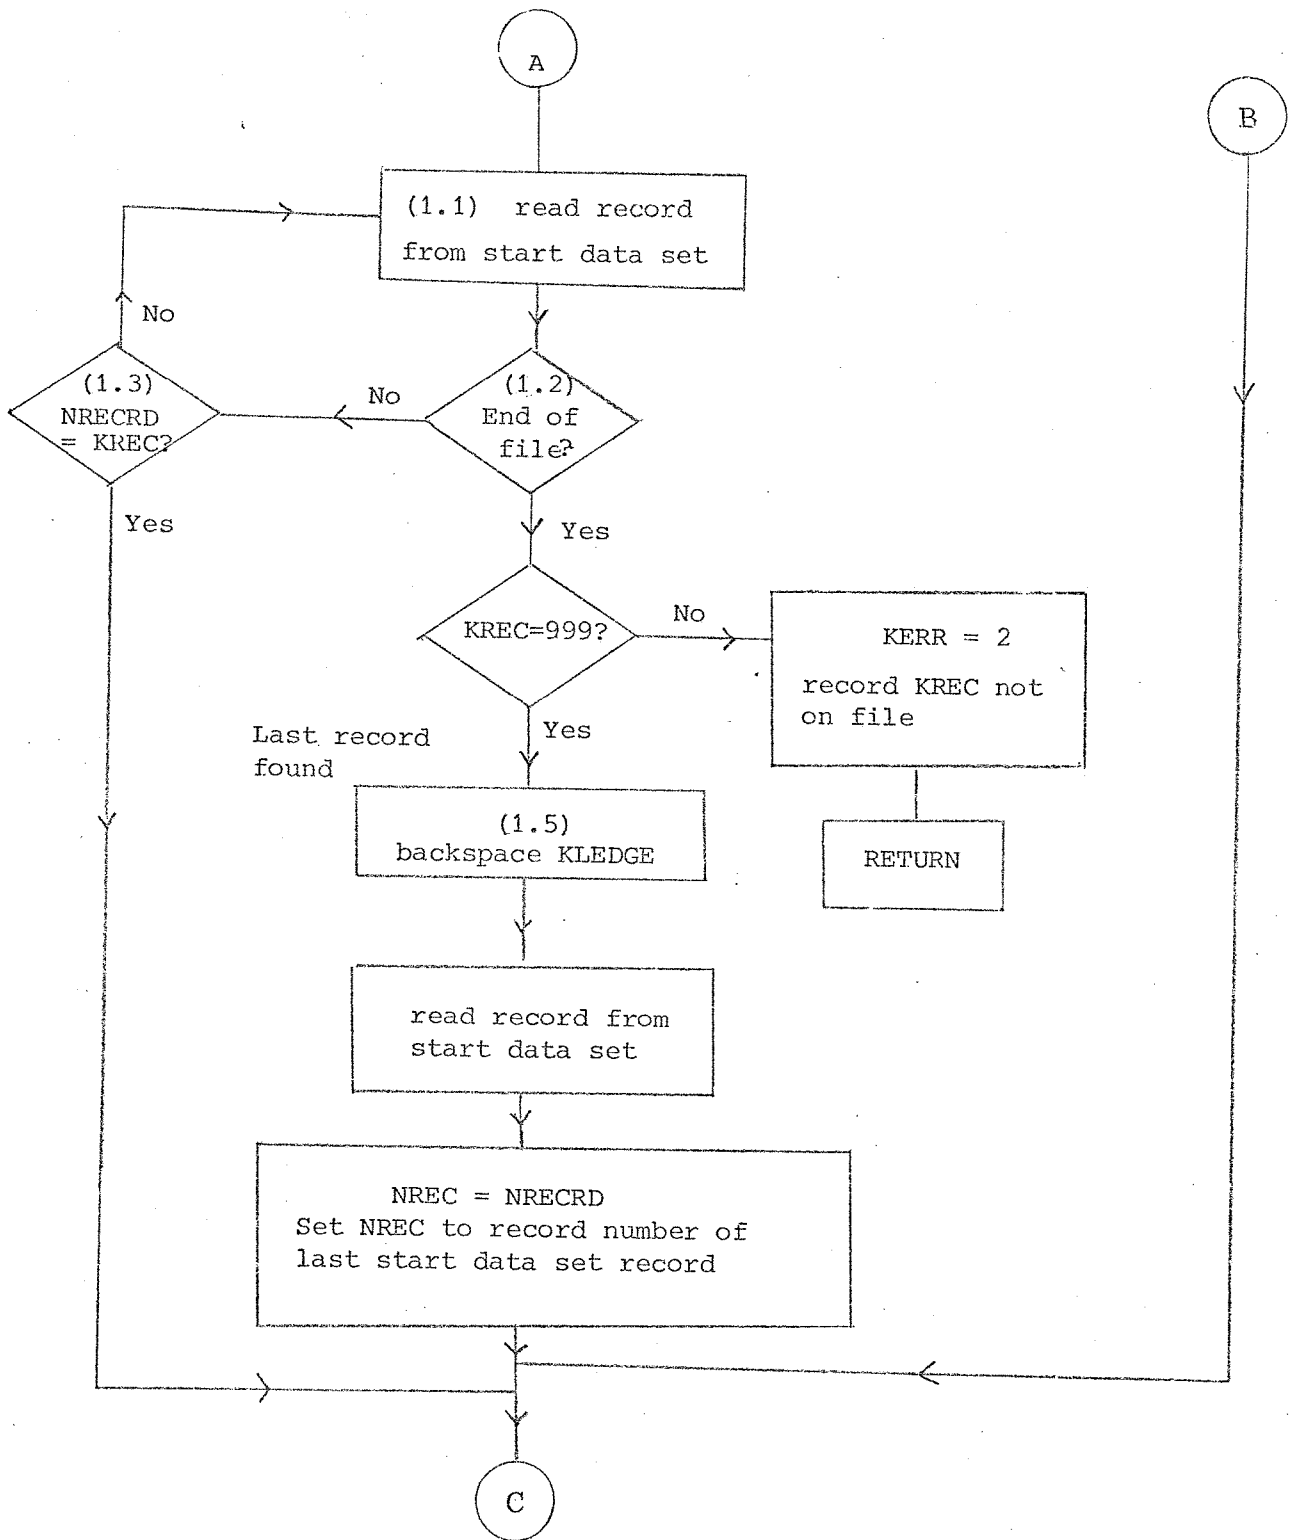 A
B
(1.1) read record
from start data set
No
(1.3)
NRECRD
= KREC?
No
(1.2)
End of
file?
Yes
Yes
KREC=999?
No
KERR = 2
record KREC not
on file
Last record
found
Yes
(1.5)
backspace KLEDGE
RETURN
read record from
start data set
NREC = NRECRD
Set NREC to record number of
last start data set record
C